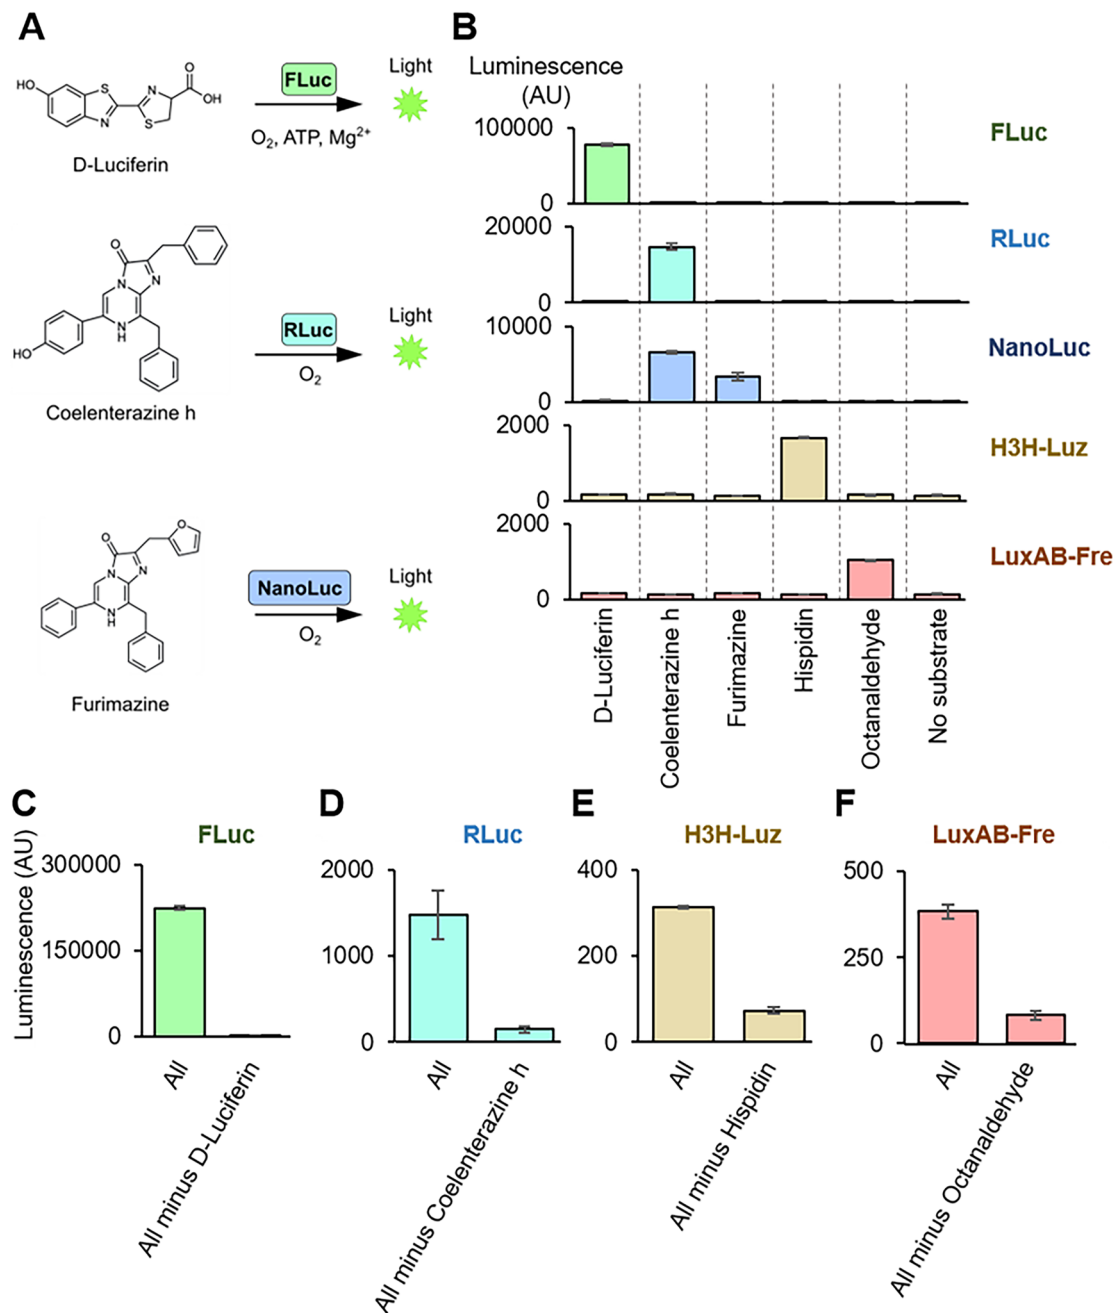 A
HO
S
N
N
S
O
OH
D-Luciferin
FLuc
O2, ATP, Mg2+
Light
O
N
N
N
H
HO
Coelenterazine h
RLuc
O2
Light
O
O
N
N
N
H
Furimazine
NanoLuc
O2
Light
B
Luminescence
(AU)
100000
0
FLuc
20000
0
RLuc
10000
0
NanoLuc
2000
0
H3H-Luz
2000
0
LuxAB-Fre
D-Luciferin
Coelenterazine h
Furimazine
Hispidin
Octanaldehyde
No substrate
C
FLuc
Luminescence (AU)
300000
150000
0
All
All minus D-Luciferin
D
RLuc
2000
1000
0
All
All minus Coelenterazine h
E
H3H-Luz
400
200
0
All
All minus Hispidin
F
LuxAB-Fre
500
250
0
All
All minus Octanaldehyde